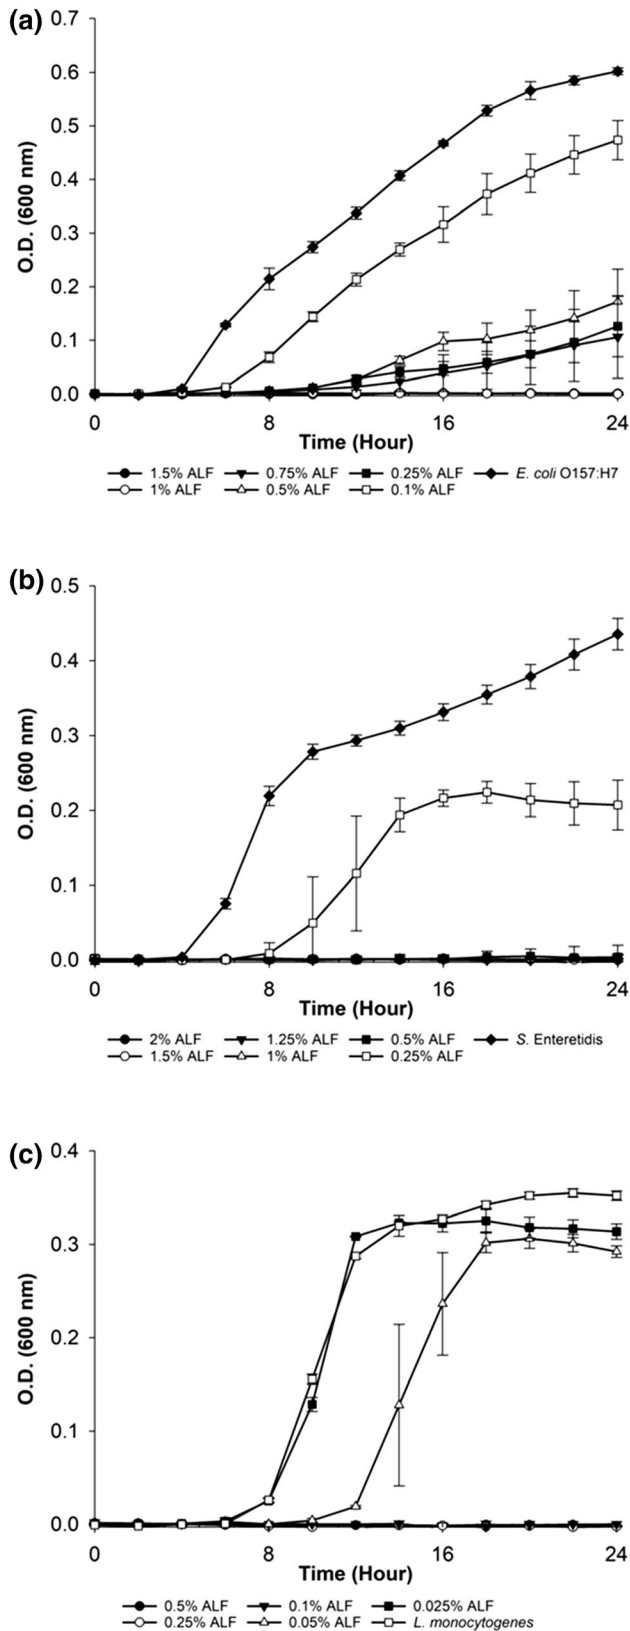 (a)
0.7
0.6
0.5
0.4
0.3
0.2
0.1
0.0
O.D. (600 nm)
0 8 16 24
Time (Hour)
1.5% ALF 0.75% ALF 0.25% ALF E. coli O157:H7
1% ALF 0.5% ALF 0.1% ALF
(b)
0.5
0.4
0.3
0.2
0.1
0.0
O.D. (600 nm)
0 8 16 24
Time (Hour)
2% ALF 1.25% ALF 0.5% ALF S. Enteretidis
1.5% ALF 1% ALF 0.25% ALF
(c)
0.4
0.3
0.2
0.1
0.0
O.D. (600 nm)
0 8 16 24
Time (Hour)
0.5% ALF 0.1% ALF 0.025% ALF
0.25% ALF 0.05% ALF L. monocytogenes